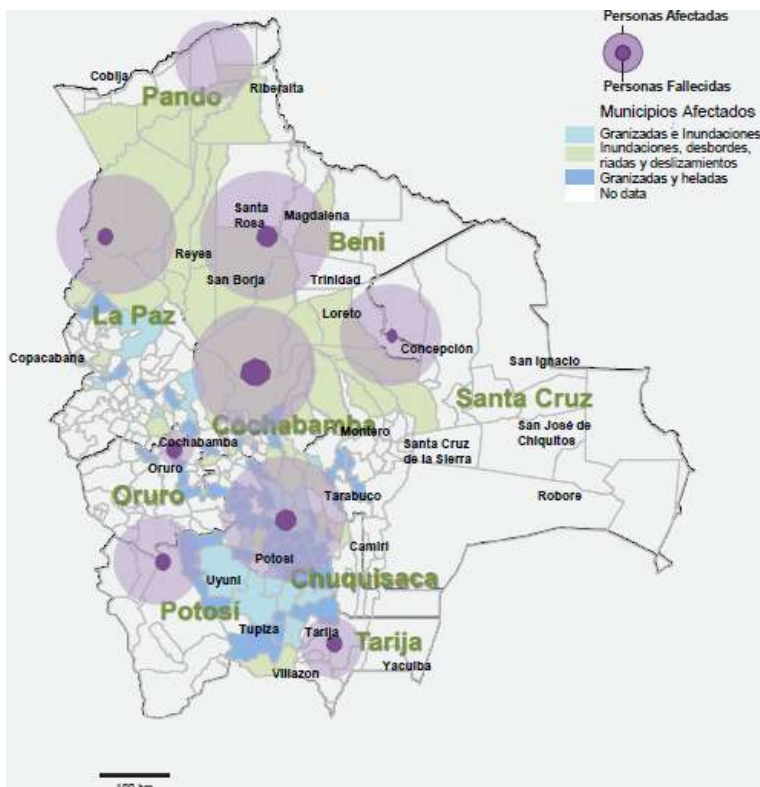 Personas Afectadas
Personas Fallecidas
Municipios Afectados
Granizadas e Inundaciones
Inundaciones, desbordes,
riadas y deslizamientos
Granizadas y heladas
No data
Cobija
Pando
Riberalta
Santa
Rosa
Magdalena
Beni
Reyes
San Borja
Trinidad
La Paz
Loreto
Copacabana
Concepción
San Ignacio
Santa Cruz
Cochabamba
Montero
San José de
Chiquitos
Cochabamba
Santa Cruz
de la Sierra
Oruro
Oruro
Tarabuco
Robore
Camiri
Potosí
Uyuni
Chuquisaca
Potosí
Tupiza
Tarija
Tarija
Villazon
Yacuiba